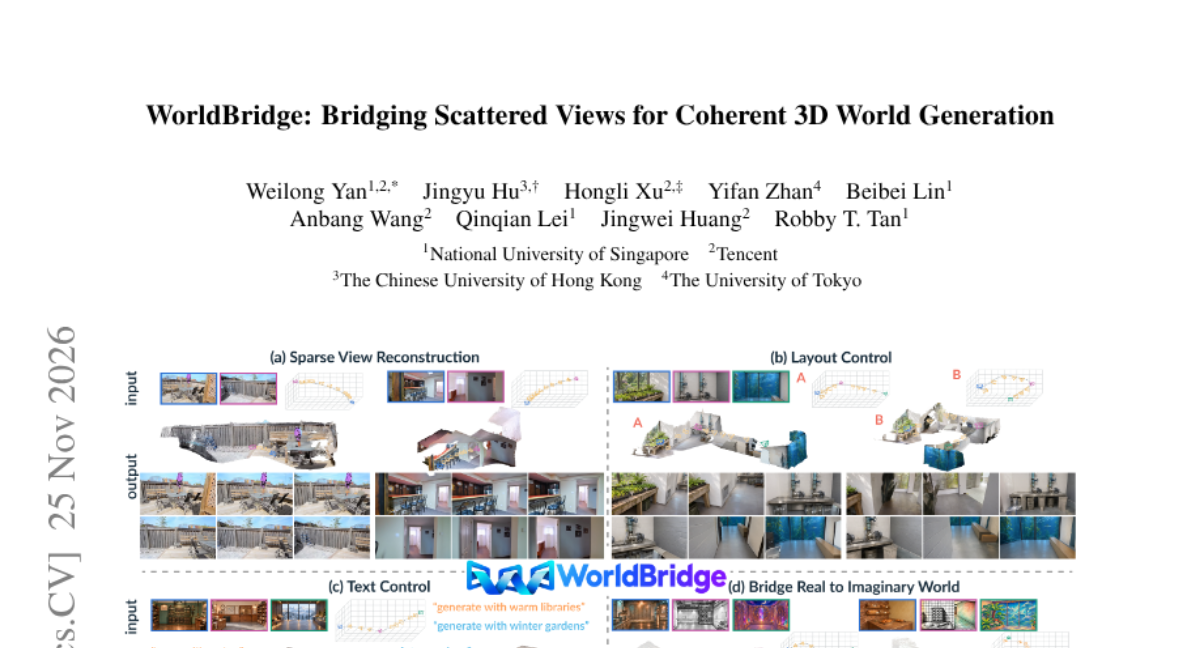 WorldBridge: Bridging Scattered Views for Coherent 3D World Generation
Weilong Yan1,2,* Jingyu Hu3,† Hongli Xu2,‡ Yifan Zhan4 Beibei Lin1
Anbang Wang2 Qinqian Lei1 Jingwei Huang2 Robby T. Tan1
1National University of Singapore 2Tencent
3The Chinese University of Hong Kong 4The University of Tokyo
cs.CV] 25 Nov 2026
(a) Sparse View Reconstruction
(b) Layout Control
input
A
B
A
B
output
WorldBridge
(c) Text Control
(d) Bridge Real to Imaginary World
input
"generate with warm libraries"
"generate with winter gardens"